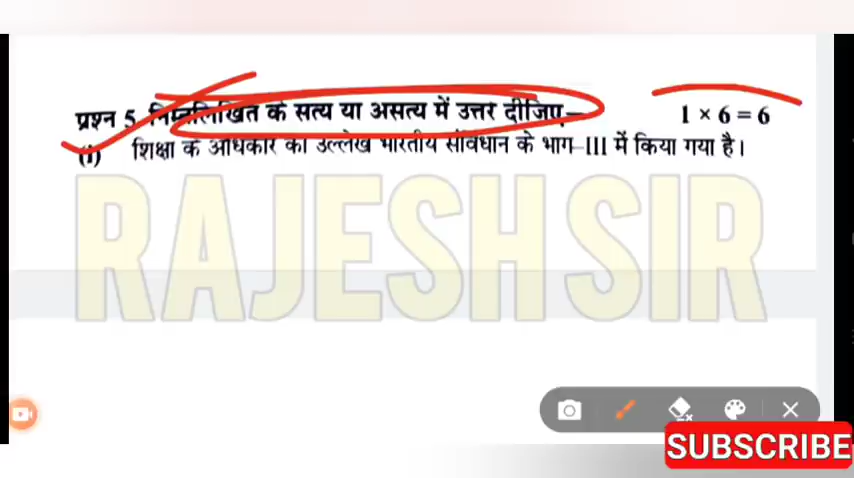 प्रश्न 5 निम्नलिखित के सत्य या असत्य में उत्तर दीजिए– 1 × 6 = 6
(i) शिक्षा के अधिकार का उल्लेख भारतीय संविधान के भाग–III में किया गया है।
RAJESH SIR
SUBSCRIBE